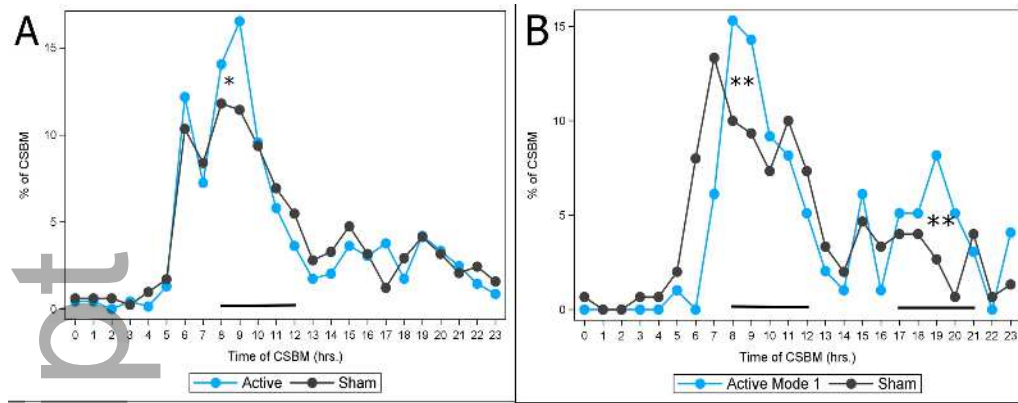 A
% of CSBM
15
10
5
0
*
0 1 2 3 4 5 6 7 8 9 10 11 12 13 14 15 16 17 18 19 20 21 22 23
Time of CSBM (hrs.)
Active Sham
pt
B
% of CSBM
15
10
5
0
**
**
0 1 2 3 4 5 6 7 8 9 10 11 12 13 14 15 16 17 18 19 20 21 22 23
Time of CSBM (hrs.)
Active Mode 1 Sham